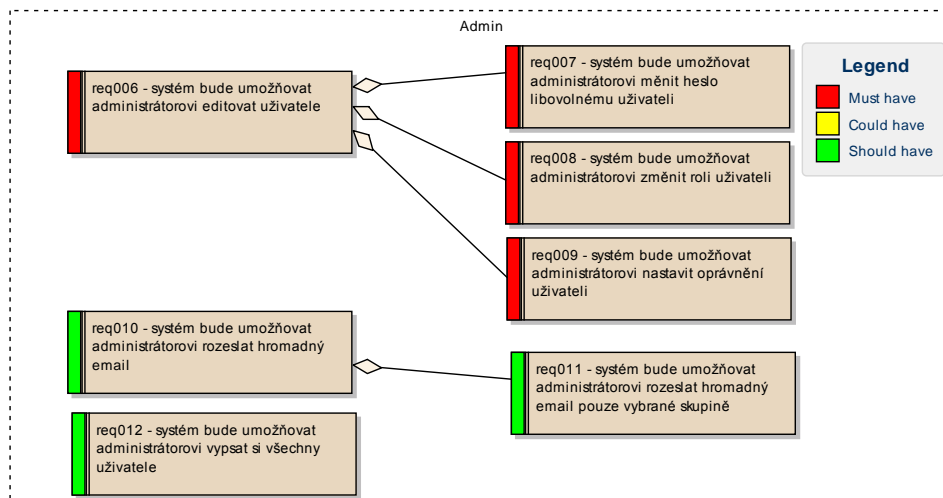 Admin
req006 - systém bude umožňovat
administrátorovi editovat uživatele
req007 - systém bude umožňovat
administrátorovi měnit heslo
libovolnému uživateli
req008 - systém bude umožňovat
administrátorovi změnit roli uživateli
req009 - systém bude umožňovat
administrátorovi nastavit oprávnění
uživateli
req010 - systém bude umožňovat
administrátorovi rozeslat hromadný
email
req011 - systém bude umožňovat
administrátorovi rozeslat hromadný
email pouze vybrané skupině
req012 - systém bude umožňovat
administrátorovi vypsat si všechny
uživatele
Legend
Must have
Could have
Should have